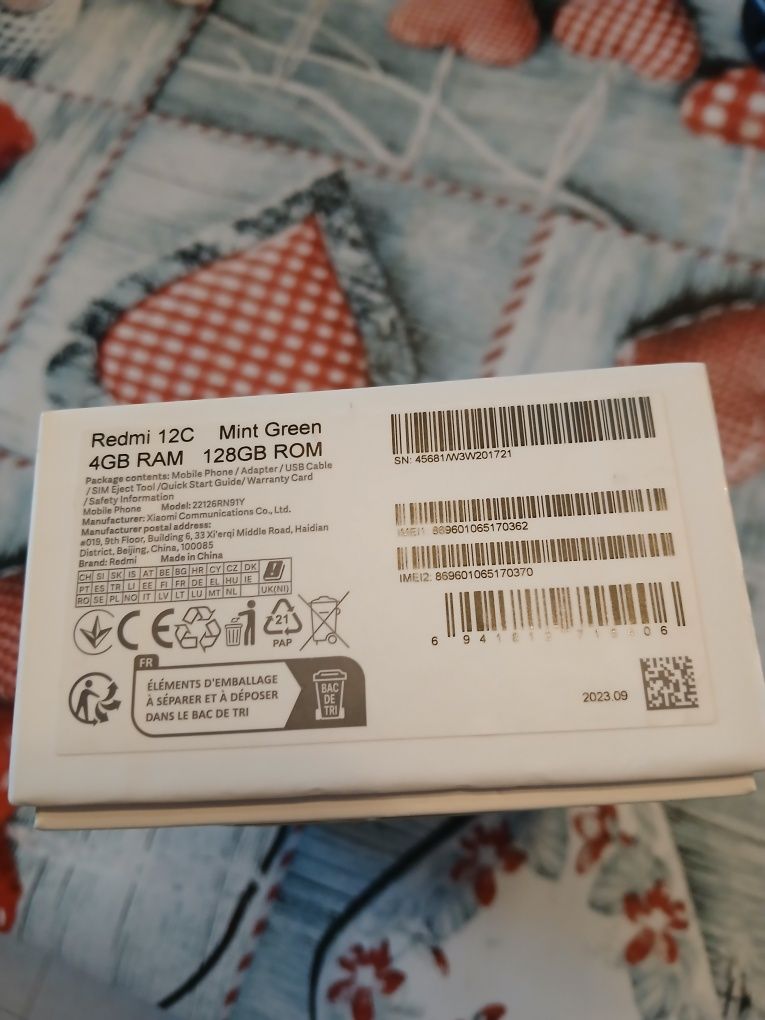 Redmi 12C Mint Green
4GB RAM 128GB ROM
Package contents: Mobile Phone / Adapter / USB Cable
/ SIM Eject Tool / Quick Start Guide / Warranty Card
/ Safety Information
Mobile Phone Model: 22126RN91Y
Manufacturer: Xiaomi Communications Co., Ltd.
Manufacturer postal address:
#019, 9th Floor, Building 6, 33 Xi'erqi Middle Road, Haidian
District, Beijing, China, 100085
Brand: Redmi Made in China
CH SI SK IS AT BE BG HR CY CZ DK
PT ES TR LI EE FI FR DE EL HU IE
RO SE PL NO IT LV LT LU MT NL UK(NI)
21
PAP
FR
ÉLÉMENTS D'EMBALLAGE
À SÉPARER ET À DÉPOSER
DANS LE BAC DE TRI
BAC
DE
TRI
SN: 45681/W3W201721
IMEI1: 869601065170362
IMEI2: 869601065170370
6 941812 719606
2023.09